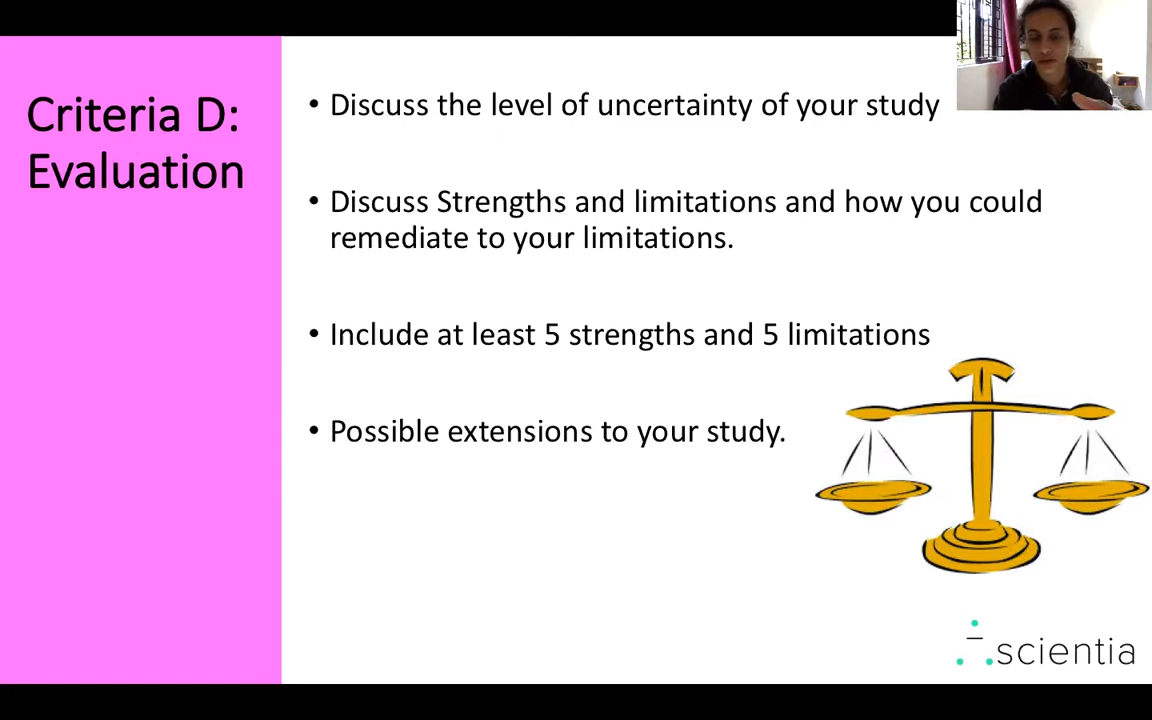 Criteria D:
Evaluation
• Discuss the level of uncertainty of your study
• Discuss Strengths and limitations and how you could
remediate to your limitations.
• Include at least 5 strengths and 5 limitations
• Possible extensions to your study.
scientia